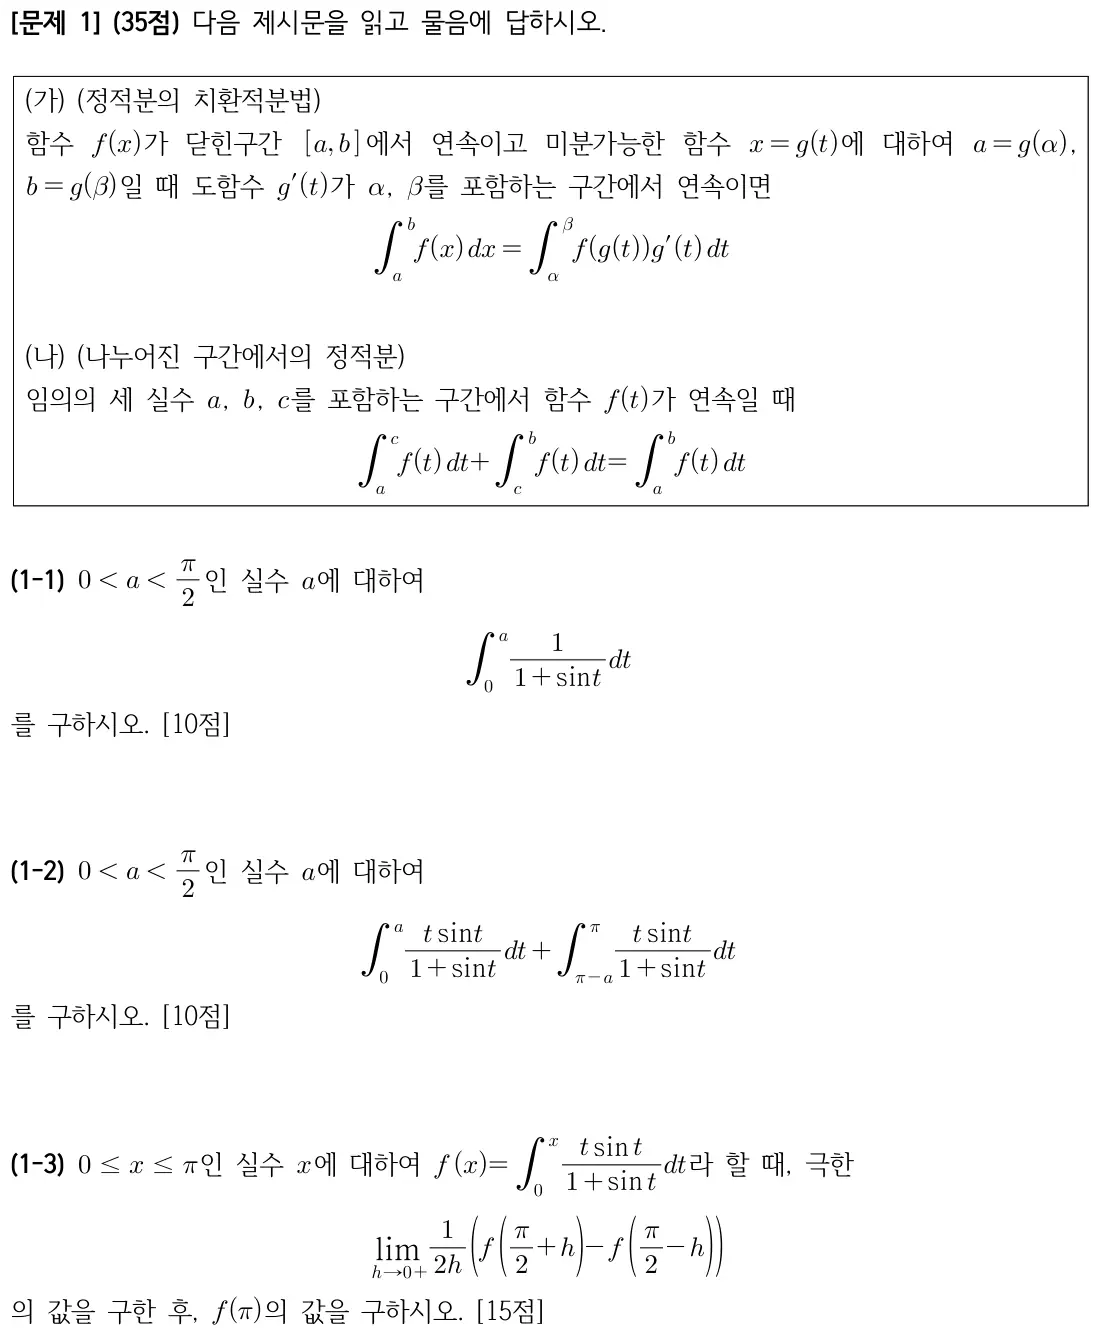 [문제 1] (35점) 다음 제시문을 읽고 물음에 답하시오.
(가) (정적분의 치환적분법)
함수 f(x)가 닫힌구간 [a, b]에서 연속이고 미분가능한 함수 x=g(t)에 대하여 a=g(α),
b=g(β)일 때 도함수 g′(t)가 α, β를 포함하는 구간에서 연속이면
∫_a^b f(x)dx = ∫_α^β f(g(t))g′(t)dt
(나) (나누어진 구간에서의 정적분)
임의의 세 실수 a, b, c를 포함하는 구간에서 함수 f(t)가 연속일 때
∫_a^c f(t)dt + ∫_c^b f(t)dt = ∫_a^b f(t)dt
(1-1) 0 < a < π/2인 실수 a에 대하여
∫_0^a 1/(1+sint) dt
를 구하시오. [10점]
(1-2) 0 < a < π/2인 실수 a에 대하여
∫_0^a (t sint)/(1+sint) dt + ∫_{π-a}^π (t sint)/(1+sint) dt
를 구하시오. [10점]
(1-3) 0 ≤ x ≤ π인 실수 x에 대하여 f(x)=∫_0^x (t sin t)/(1+sin t) dt라 할 때, 극한
lim_{h→0+} 1/(2h) (f(π/2+h)-f(π/2-h))
의 값을 구한 후, f(π)의 값을 구하시오. [15점]